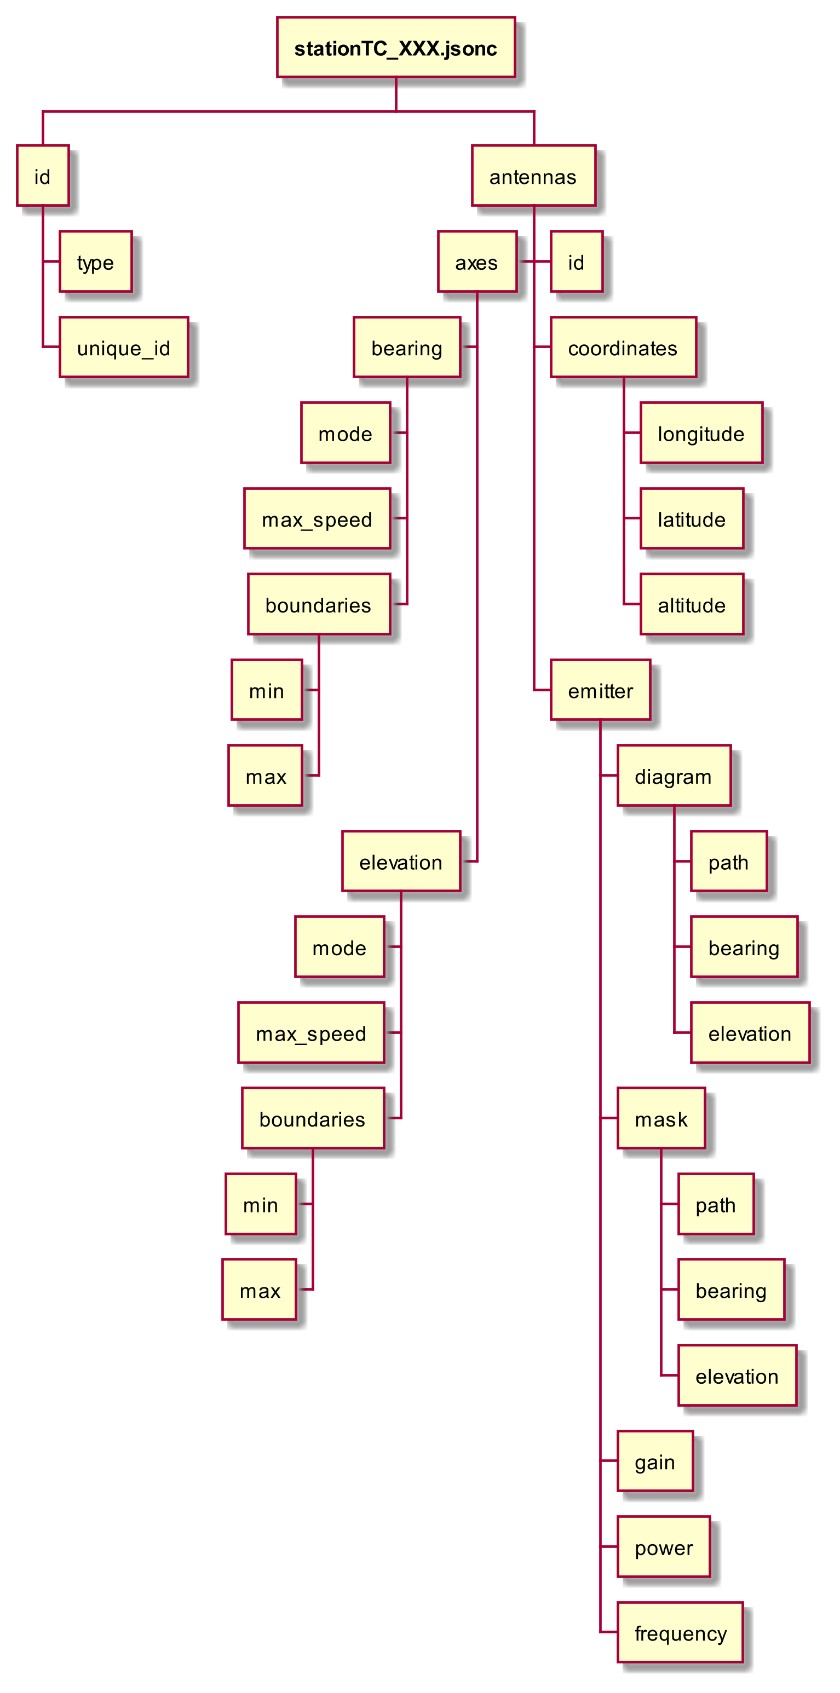 stationTC_XXX.jsonc
id
type
unique_id
antennas
axes
bearing
mode
max_speed
boundaries
min
max
elevation
mode
max_speed
boundaries
min
max
id
coordinates
longitude
latitude
altitude
emitter
diagram
path
bearing
elevation
mask
path
bearing
elevation
gain
power
frequency